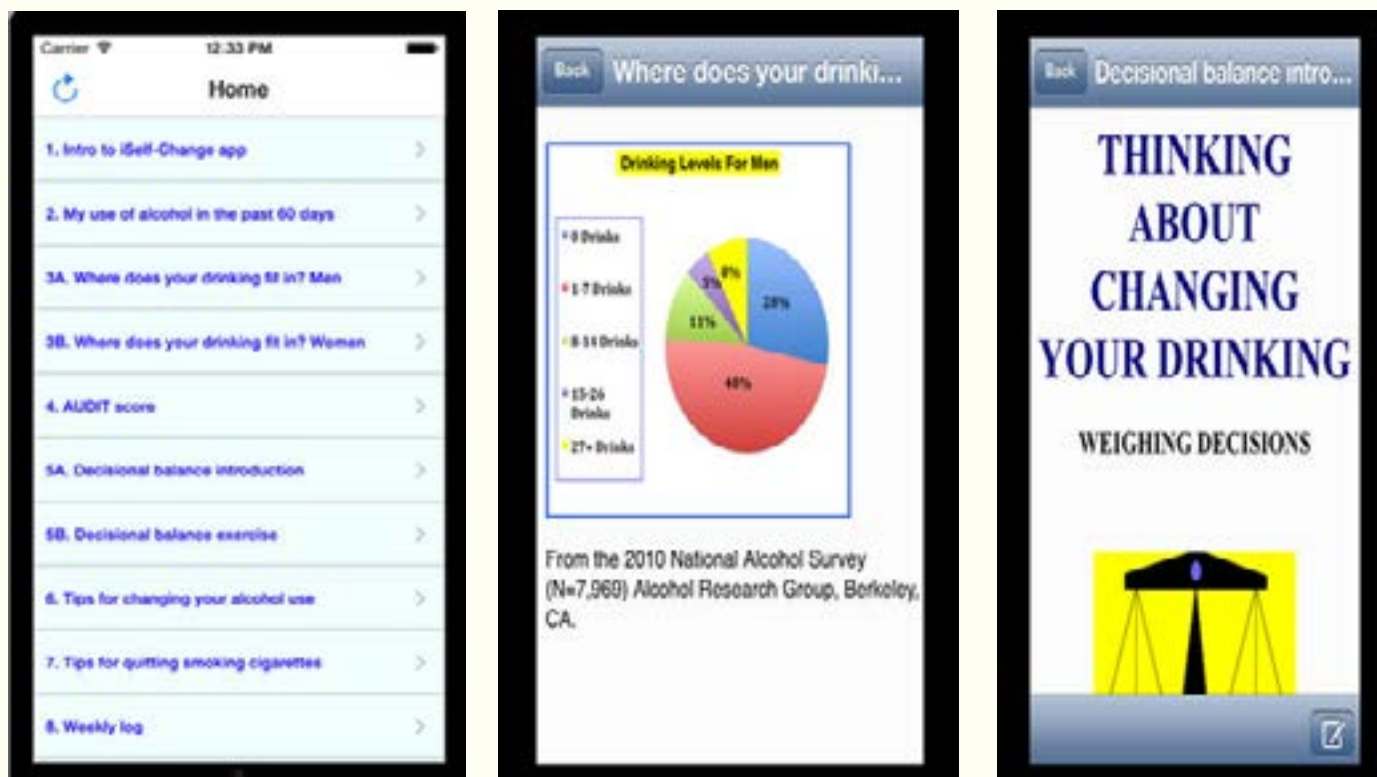 Carrier 12:33 PM
Home
1. Intro to iSelf-Change app
2. My use of alcohol in the past 60 days
3A. Where does your drinking fit in? Men
3B. Where does your drinking fit in? Women
4. AUDIT score
5A. Decisional balance introduction
5B. Decisional balance exercise
6. Tips for changing your alcohol use
7. Tips for quitting smoking cigarettes
8. Weekly log
Back Where does your drinki...
Drinking Levels For Men
0 Drinks
1-7 Drinks
8-14 Drinks
15-26
Drinks
27+ Drinks
8%
5%
28%
11%
48%
From the 2010 National Alcohol Survey
(N=7,969) Alcohol Research Group, Berkeley,
CA.
Back Decisional balance intro...
THINKING
ABOUT
CHANGING
YOUR DRINKING
WEIGHING DECISIONS